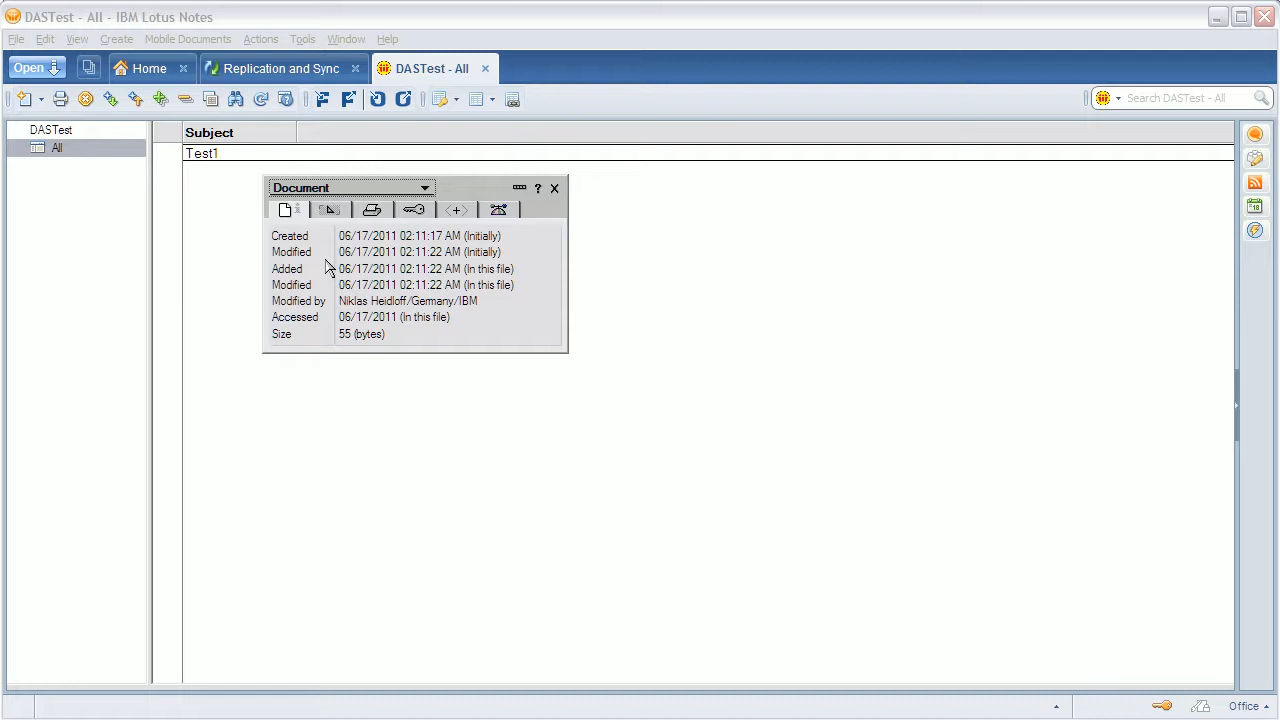 DASTest - All - IBM Lotus Notes
File Edit View Create Mobile Documents Actions Tools Window Help
Open Home Replication and Sync DASTest - All
Search DASTest - All
DASTest
All
Subject
Test1
Document
Created 06/17/2011 02:11:17 AM (Initially)
Modified 06/17/2011 02:11:22 AM (Initially)
Added 06/17/2011 02:11:22 AM (In this file)
Modified 06/17/2011 02:11:22 AM (In this file)
Modified by Niklas Heidloff/Germany/IBM
Accessed 06/17/2011 (In this file)
Size 55 (bytes)
Office